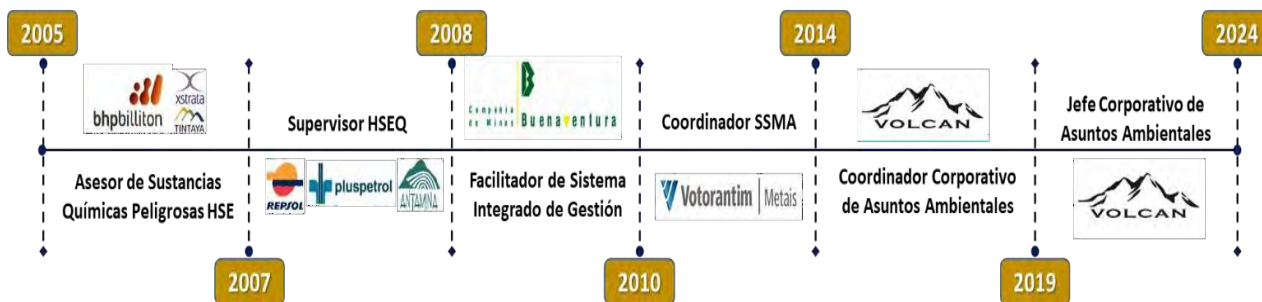 2005
2008
2014
2024
bhpbilliton
xstrata
TINTAYA
Supervisor HSEQ
Compañía
de Minas
Buenaventura
Coordinador SSMA
VOLCAN
Jefe Corporativo de
Asuntos Ambientales
Asesor de Sustancias
Químicas Peligrosas HSE
REPSOL
pluspetrol
ANTAMINA
Facilitador de Sistema
Integrado de Gestión
Votorantim | Metais
Coordinador Corporativo
de Asuntos Ambientales
VOLCAN
2007
2010
2019